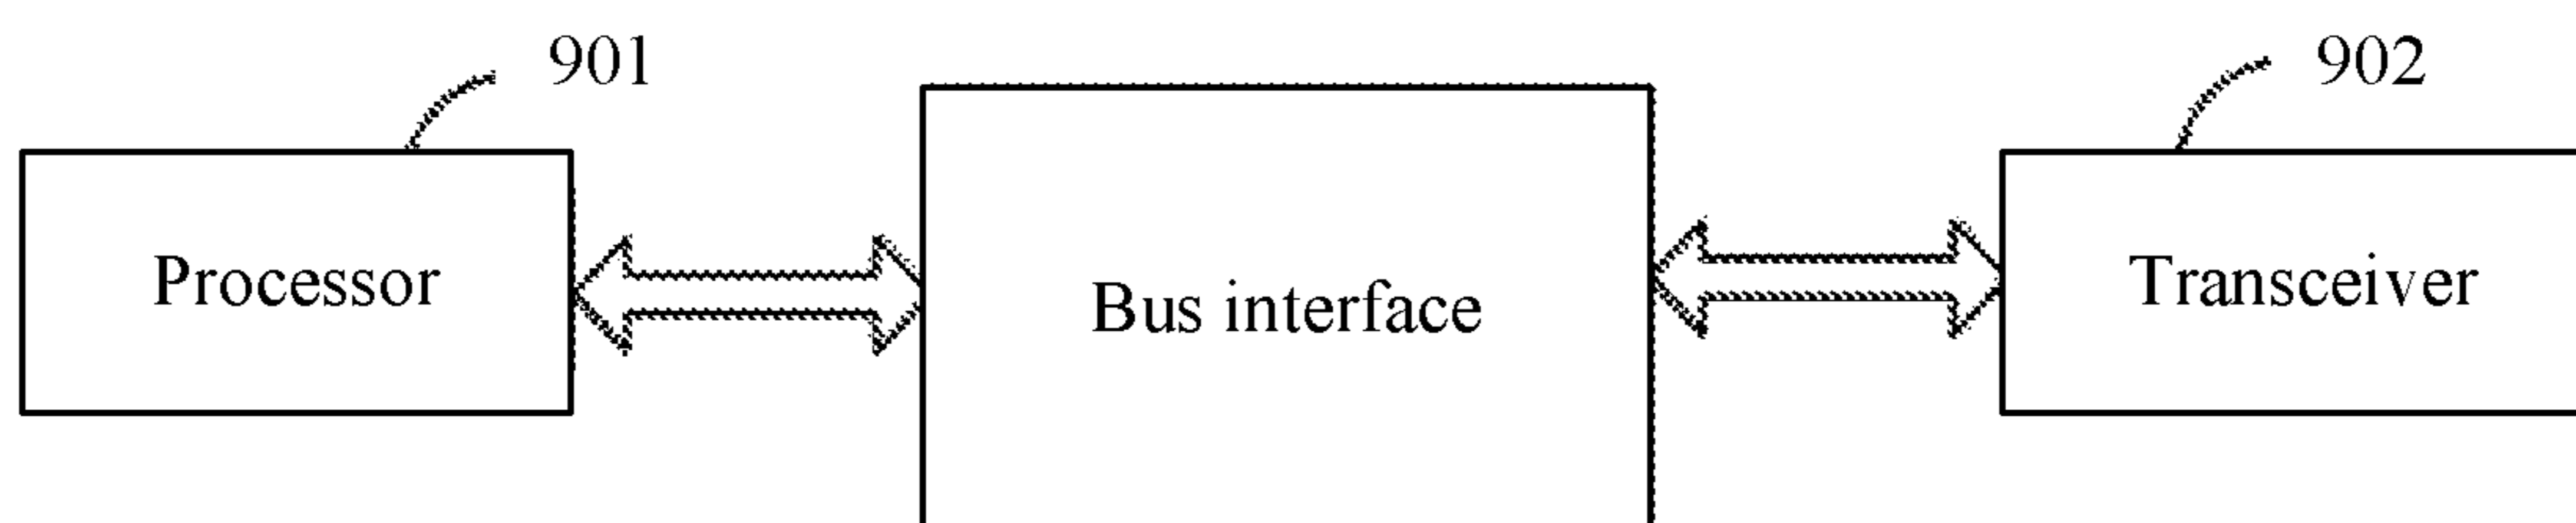 901
902
Processor
Bus interface
Transceiver